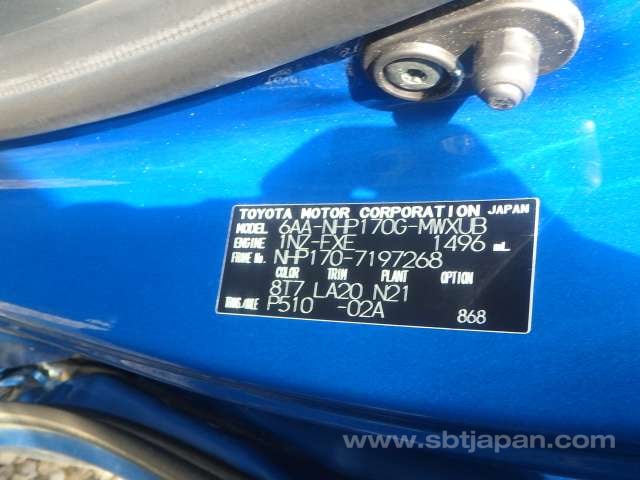 TOYOTA MOTOR CORPORATION JAPAN
MODEL 6AA-NHP170G-MWXUB
ENGINE 1NZ-FXE 1496 mL
FRAME No. NHP170-7197268
COLOR TRIM PLANT OPTION
8T7 LA20 N21
TRANS/AXLE P510 -02A
868
www.sbtjapan.com